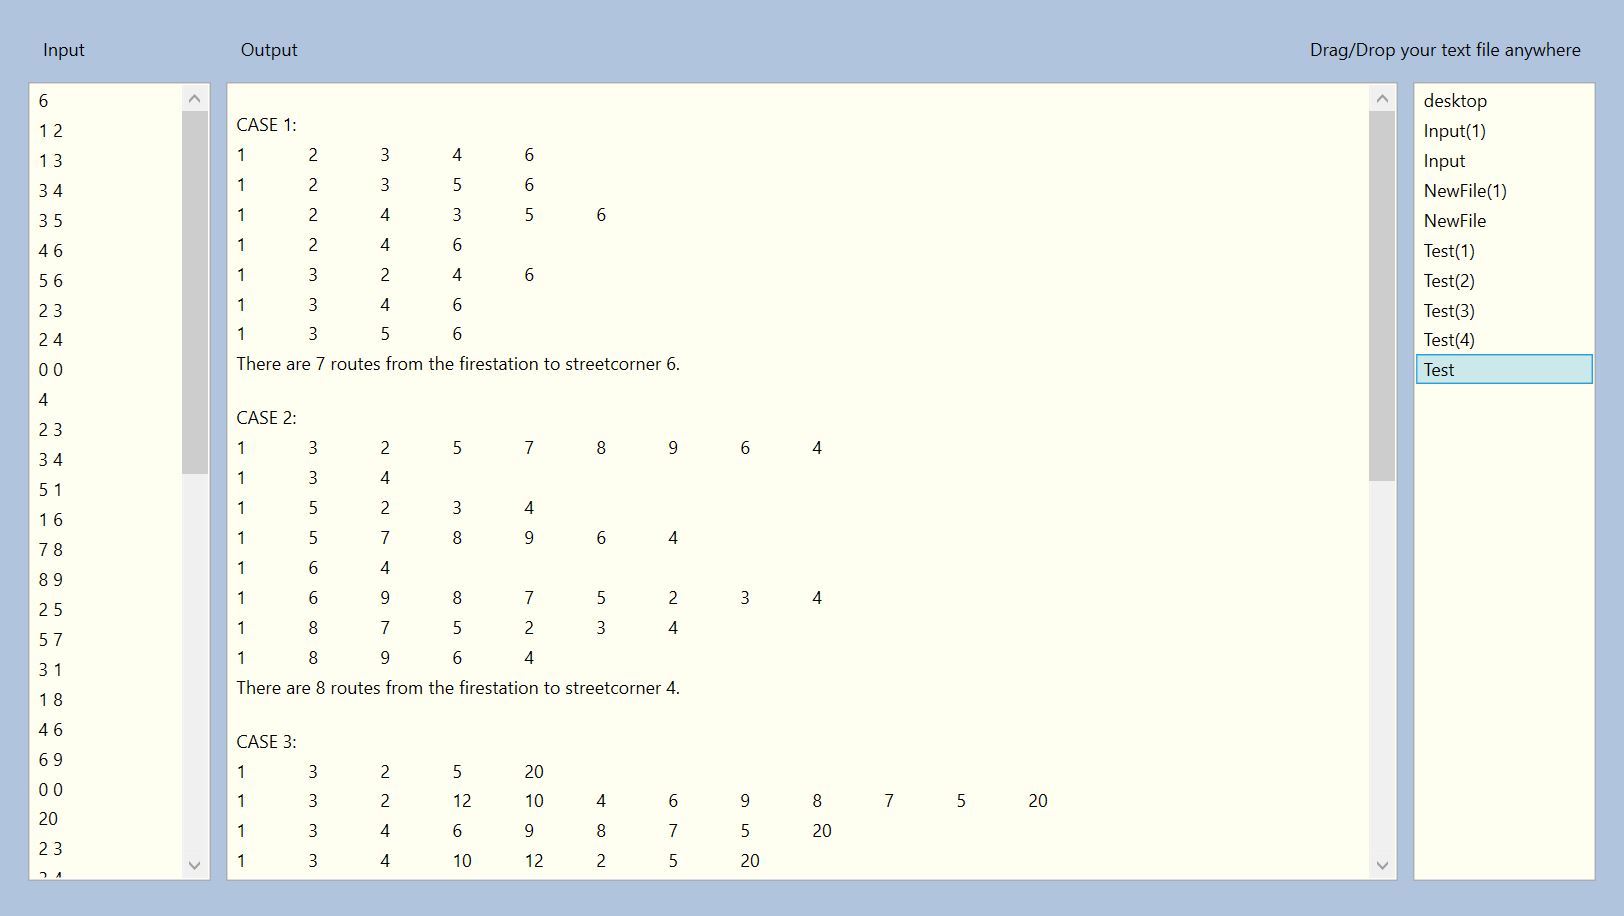 Input
Output
Drag/Drop your text file anywhere
6
1 2
1 3
3 4
3 5
4 6
5 6
2 3
2 4
0 0
4
2 3
3 4
5 1
1 6
7 8
8 9
2 5
5 7
3 1
1 8
4 6
6 9
0 0
20
2 3
CASE 1:
1 2 3 4 6
1 2 3 5 6
1 2 4 3 5 6
1 2 4 6
1 3 2 4 6
1 3 4 6
1 3 5 6
There are 7 routes from the firestation to streetcorner 6.
CASE 2:
1 3 2 5 7 8 9 6 4
1 3 4
1 5 2 3 4
1 5 7 8 9 6 4
1 6 4
1 6 9 8 7 5 2 3 4
1 8 7 5 2 3 4
1 8 9 6 4
There are 8 routes from the firestation to streetcorner 4.
CASE 3:
1 3 2 5 20
1 3 2 12 10 4 6 9 8 7 5 20
1 3 4 6 9 8 7 5 20
1 3 4 10 12 2 5 20
desktop
Input(1)
Input
NewFile(1)
NewFile
Test(1)
Test(2)
Test(3)
Test(4)
Test